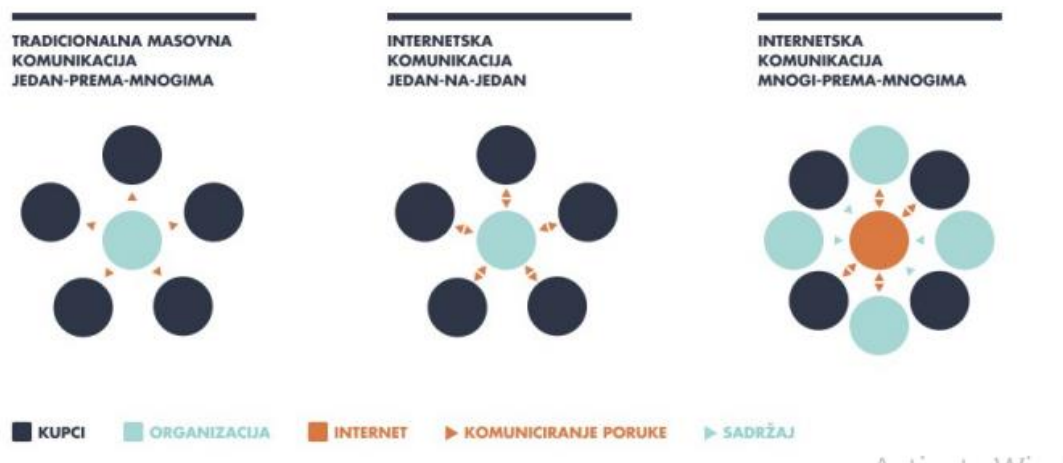 TRADICIONALNA MASOVNA
KOMUNIKACIJA
JEDAN-PREMA-MNOGIMA
INTERNETSKA
KOMUNIKACIJA
JEDAN-NA-JEDAN
INTERNETSKA
KOMUNIKACIJA
MNOGI-PREMA-MNOGIMA
KUPCI
ORGANIZACIJA
INTERNET
KOMUNICIRANJE PORUKE
SADRŽAJ